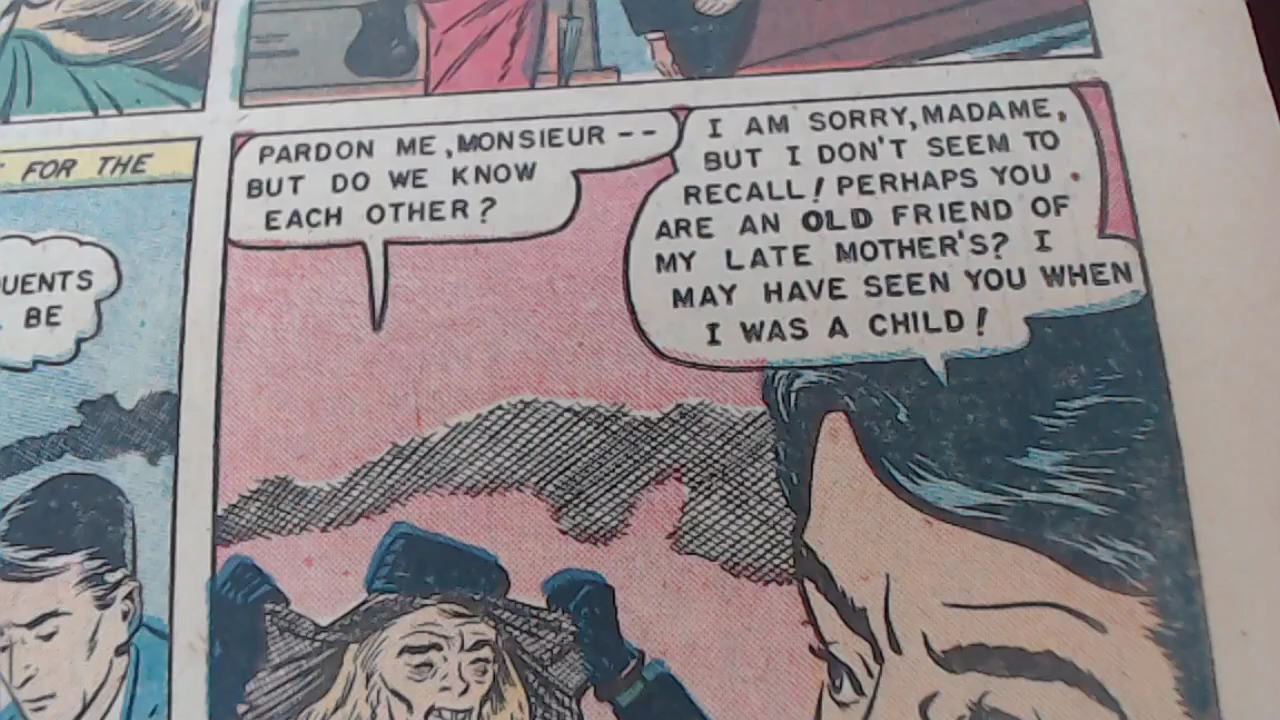 FOR THE
UENTS
BE
PARDON ME, MONSIEUR --
BUT DO WE KNOW
EACH OTHER?
I AM SORRY, MADAME,
BUT I DON'T SEEM TO
RECALL! PERHAPS YOU
ARE AN OLD FRIEND OF
MY LATE MOTHER'S? I
MAY HAVE SEEN YOU WHEN
I WAS A CHILD!